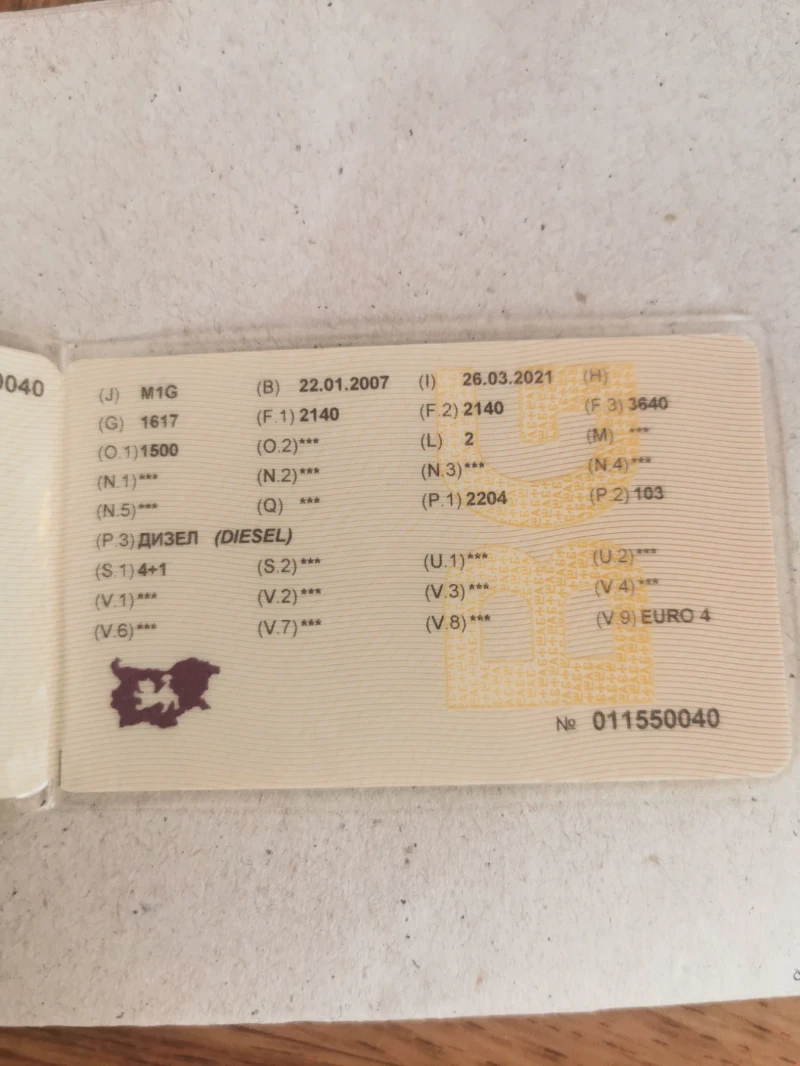 0040
(J) M1G (B) 22.01.2007 (I) 26.03.2021 (H)
(G) 1617 (F.1) 2140 (F.2) 2140 (F.3) 3640
(O.1) 1500 (O.2) *** (L) 2 (M) ***
(N.1) *** (N.2) *** (N.3) *** (N.4) ***
(N.5) *** (Q) *** (P.1) 2204 (P.2) 103
(P.3) ДИЗЕЛ (DIESEL)
(S.1) 4+1 (S.2) *** (U.1) *** (U.2) ***
(V.1) *** (V.2) *** (V.3) *** (V.4) ***
(V.6) *** (V.7) *** (V.8) *** (V.9) EURO 4
BG
№ 011550040